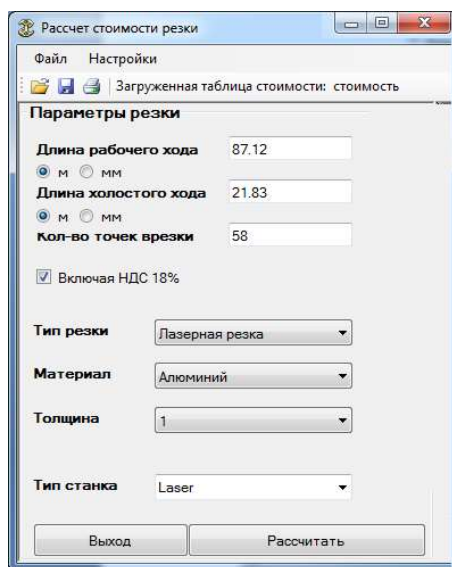 Рассчет стоимости резки
Файл Настройки
Загруженная таблица стоимости: стоимость
Параметры резки
Длина рабочего хода 87.12
м мм
Длина холостого хода 21.83
м мм
Кол-во точек врезки 58
Включая НДС 18%
Тип резки Лазерная резка
Материал Алюминий
Толщина 1
Тип станка Laser
Выход Рассчитать